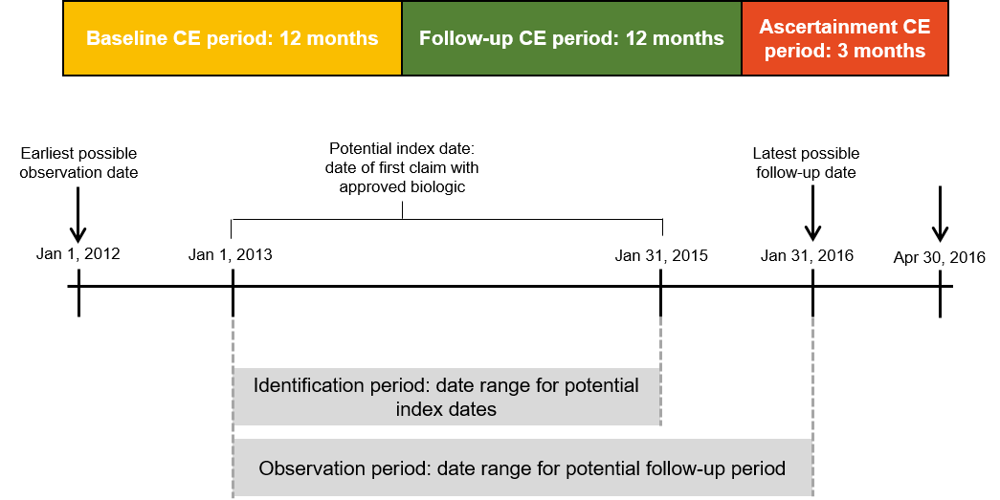 Baseline CE period: 12 months
Follow-up CE period: 12 months
Ascertainment CE
period: 3 months
Earliest possible
observation date
Potential index date:
date of first claim with
approved biologic
Latest possible
follow-up date
Jan 1, 2012
Jan 1, 2013
Jan 31, 2015
Jan 31, 2016
Apr 30, 2016
Identification period: date range for potential
index dates
Observation period: date range for potential follow-up period